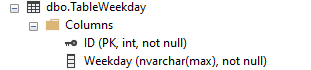 dbo.TableWeekday
Columns
ID (PK, int, not null)
Weekday (nvarchar(max), not null)